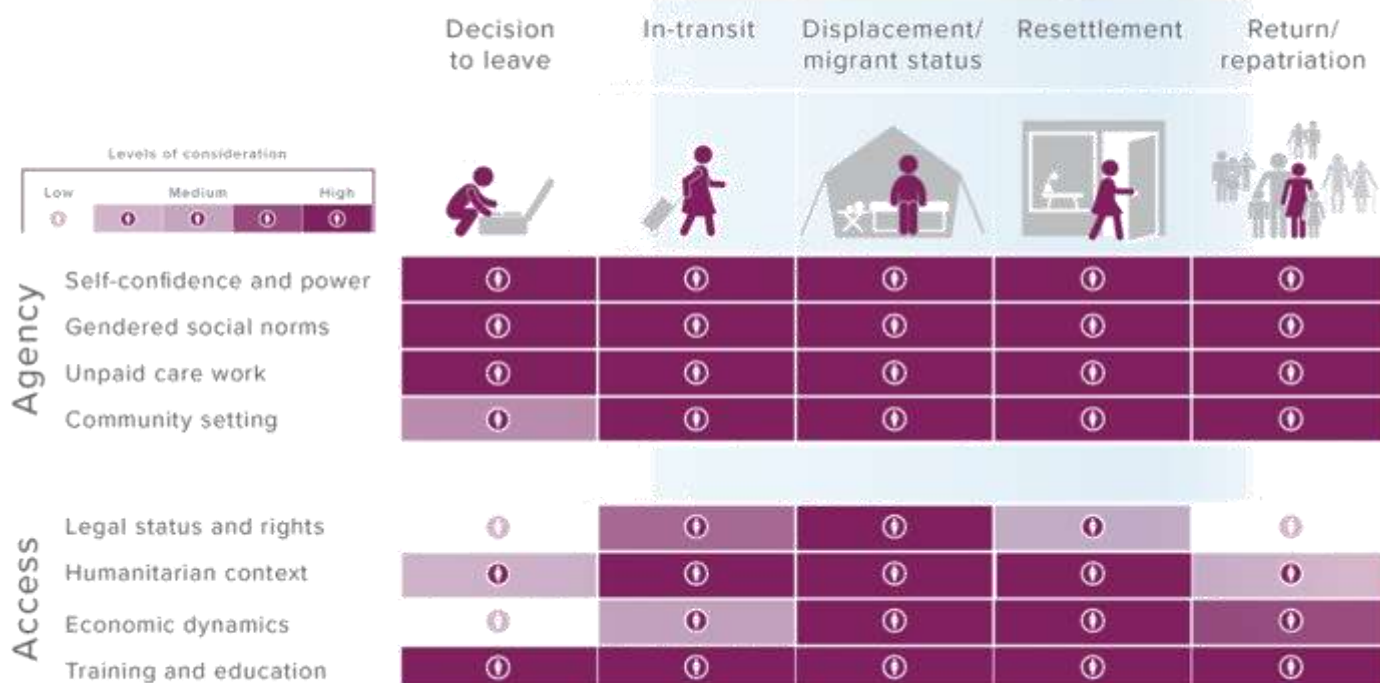 Decision
to leave
In-transit
Displacement/
migrant status
Resettlement
Return/
repatriation
Levels of consideration
Low
Medium
High
Agency
Self-confidence and power
Gendered social norms
Unpaid care work
Community setting
Access
Legal status and rights
Humanitarian context
Economic dynamics
Training and education